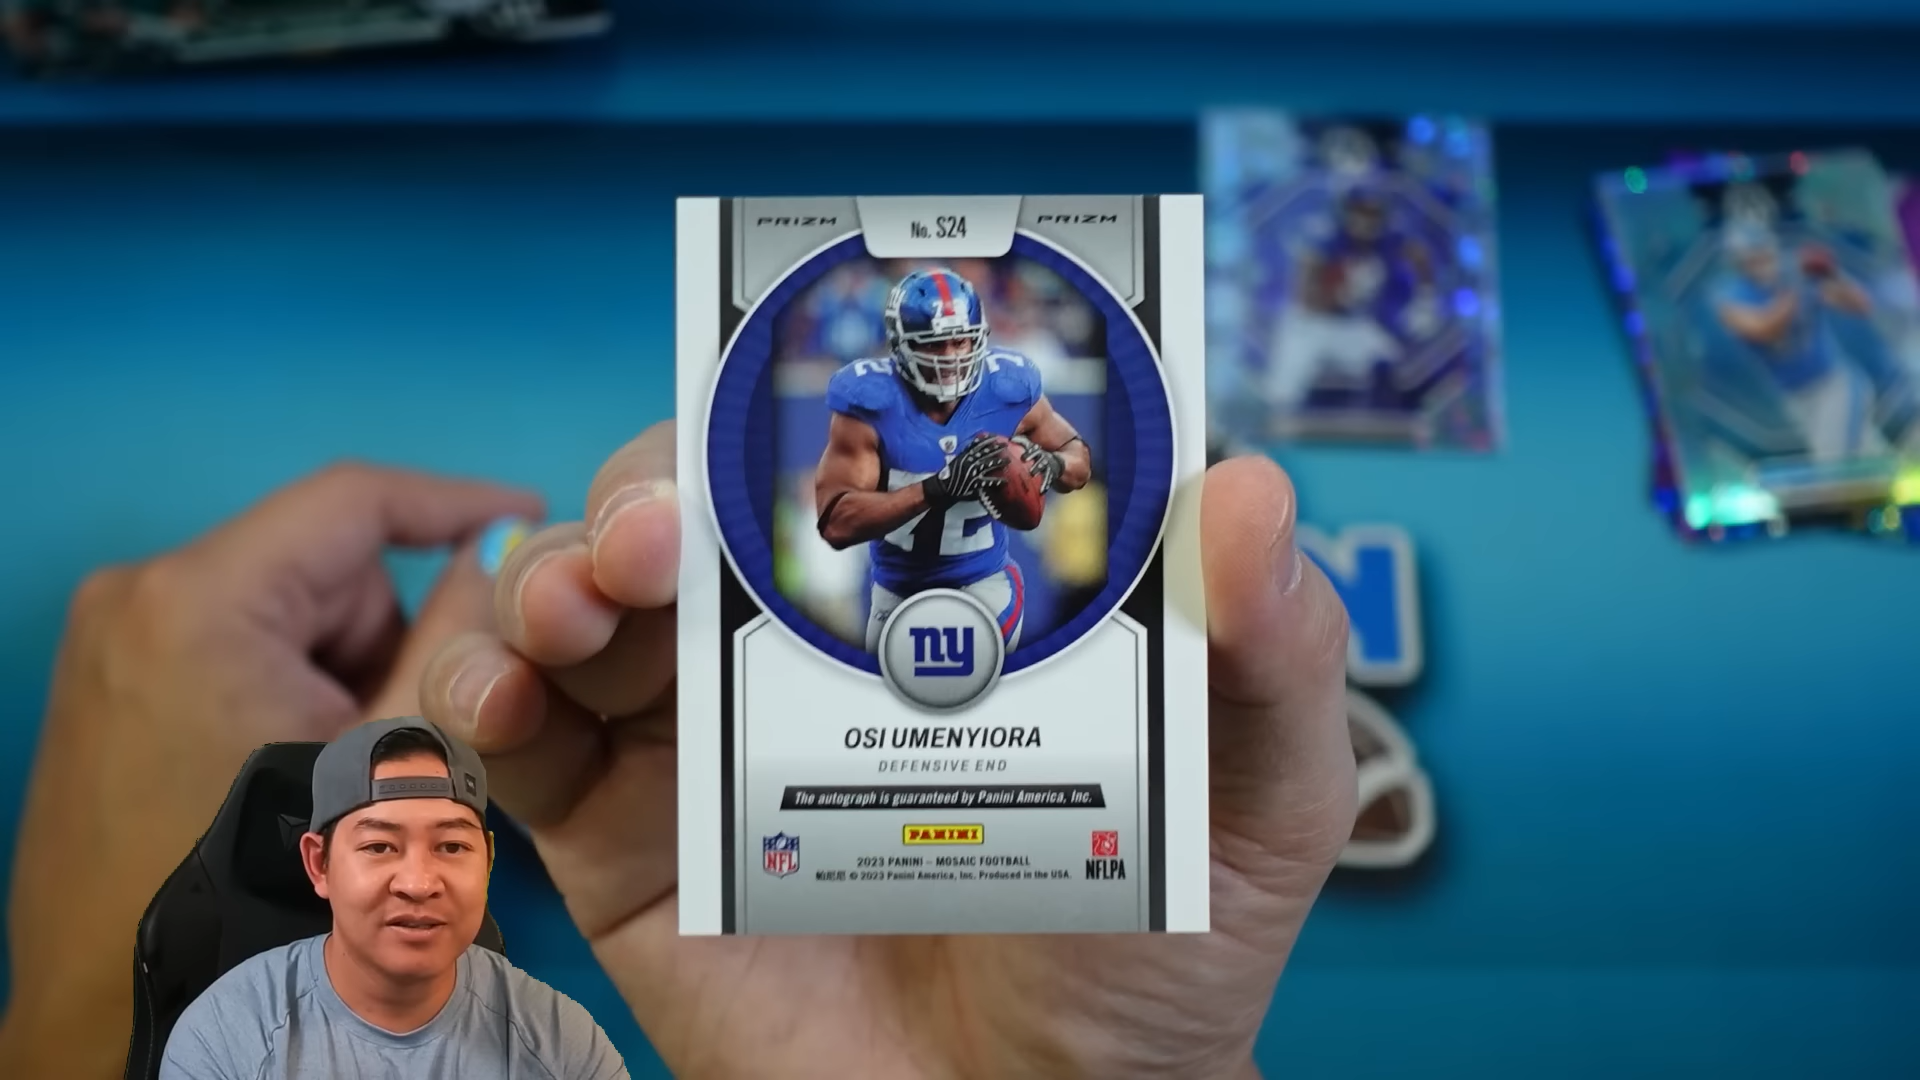 PRIZM
No. S24
PRIZM
72
ny
OSI UMENYIORA
DEFENSIVE END
The autograph is guaranteed by Panini America, Inc.
PANINI
NFL
2023 PANINI – MOSAIC FOOTBALL
© 2023 Panini America, Inc. Produced in the USA.
NFLPA